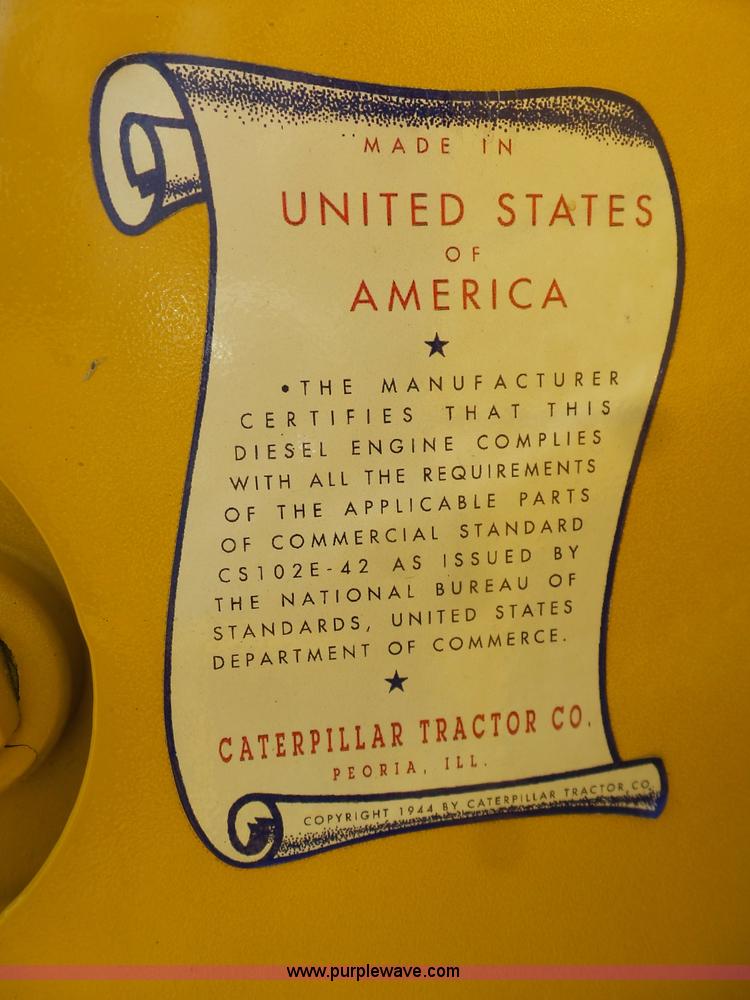 MADE IN
UNITED STATES
OF
AMERICA
•THE MANUFACTURER
CERTIFIES THAT THIS
DIESEL ENGINE COMPLIES
WITH ALL THE REQUIREMENTS
OF THE APPLICABLE PARTS
OF COMMERCIAL STANDARD
CS102E-42 AS ISSUED BY
THE NATIONAL BUREAU OF
STANDARDS, UNITED STATES
DEPARTMENT OF COMMERCE.
CATERPILLAR TRACTOR CO.
PEORIA, ILL.
COPYRIGHT 1944 BY CATERPILLAR TRACTOR CO.
www.purplewave.com